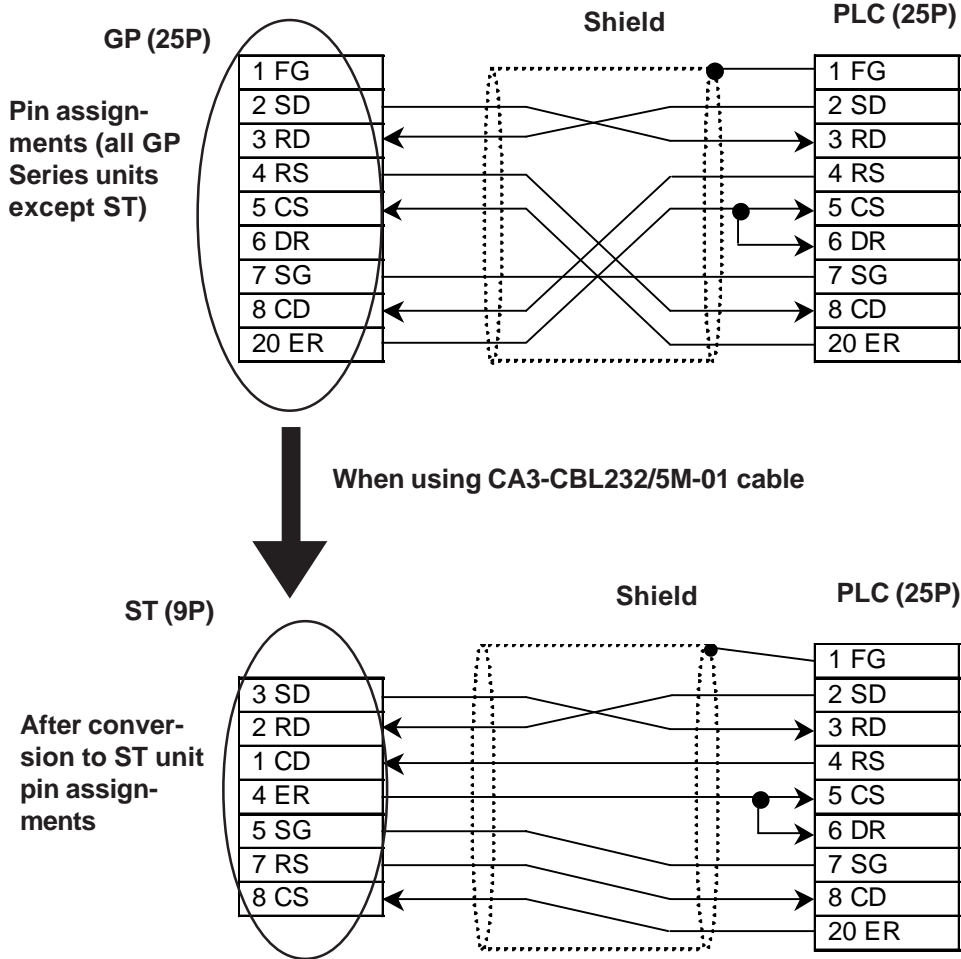 Shield
PLC (25P)
GP (25P)
Pin assign-
ments (all GP
Series units
except ST)
1 FG
2 SD
3 RD
4 RS
5 CS
6 DR
7 SG
8 CD
20 ER
1 FG
2 SD
3 RD
4 RS
5 CS
6 DR
7 SG
8 CD
20 ER
When using CA3-CBL232/5M-01 cable
Shield
PLC (25P)
ST (9P)
After conver-
sion to ST unit
pin assign-
ments
3 SD
2 RD
1 CD
4 ER
5 SG
7 RS
8 CS
1 FG
2 SD
3 RD
4 RS
5 CS
6 DR
7 SG
8 CD
20 ER